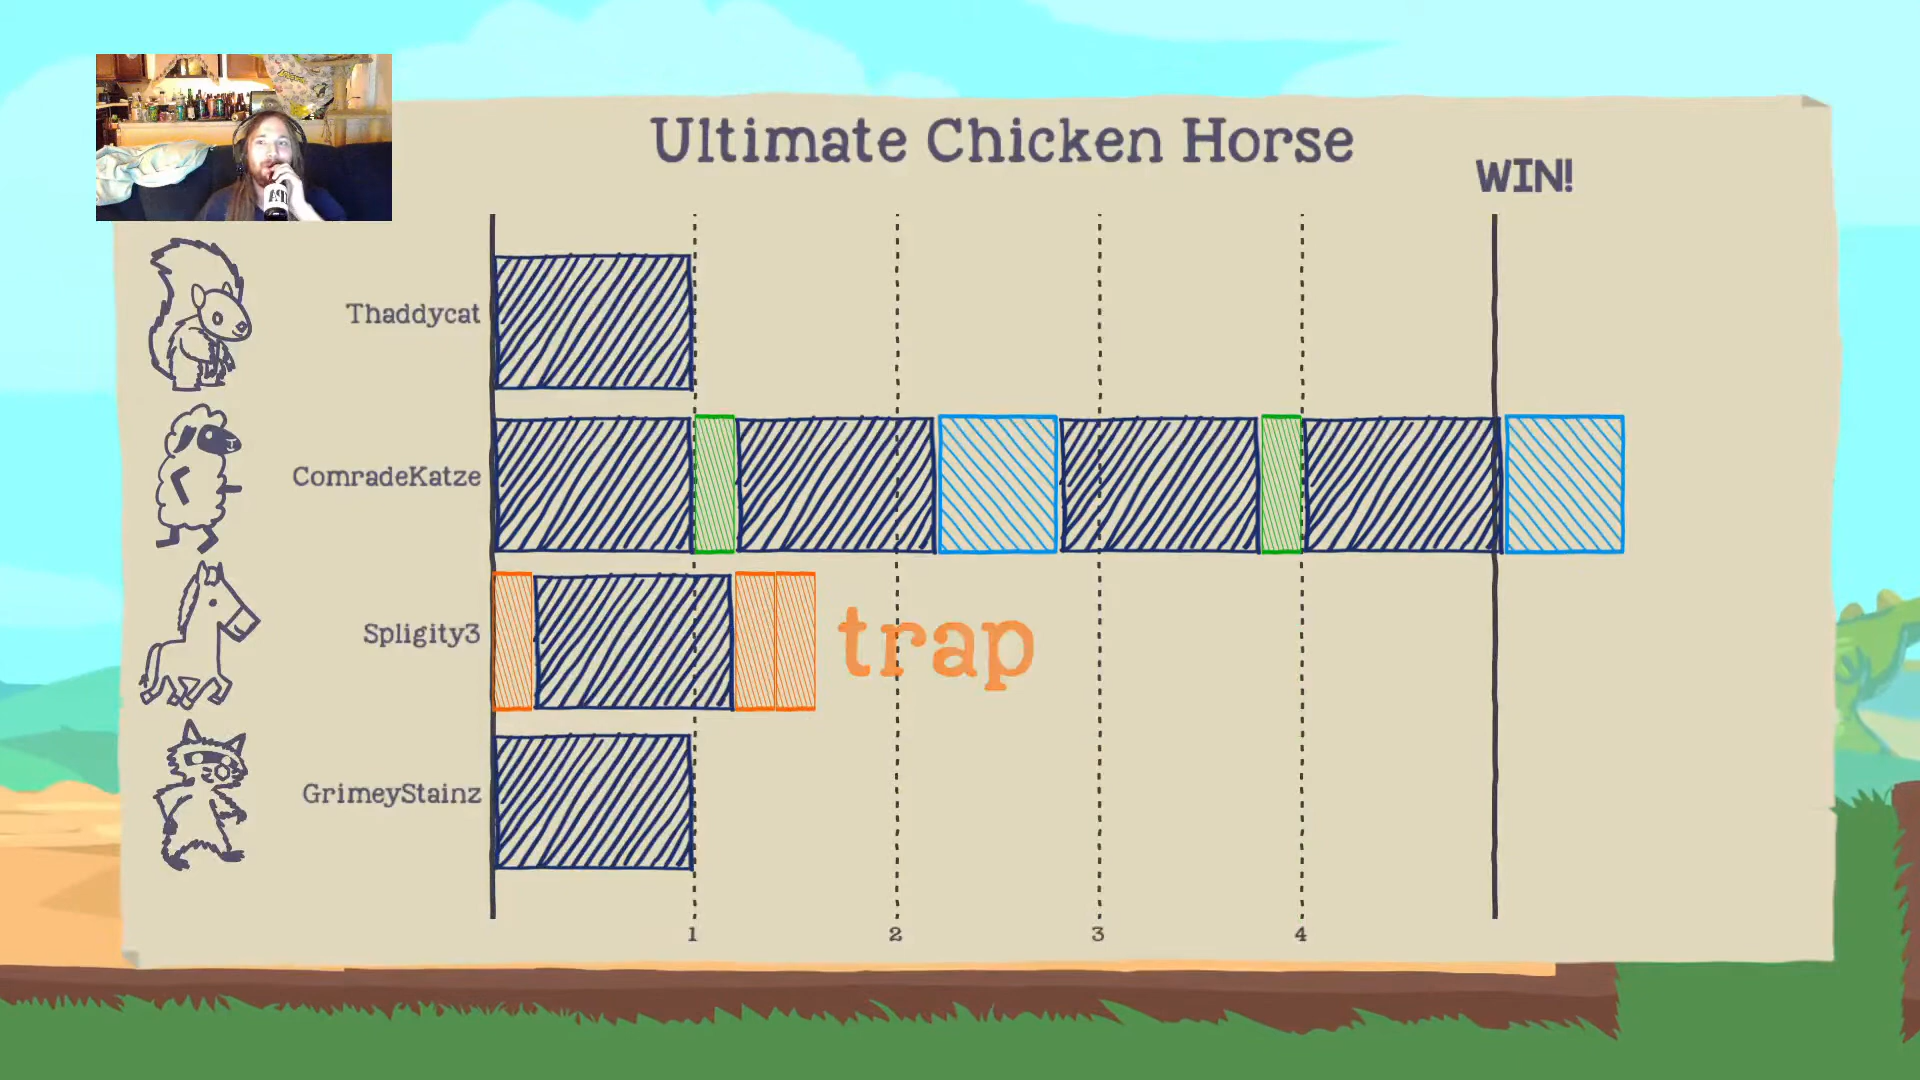 Ultimate Chicken Horse
WIN!
Thaddycat
ComradeKatze
Spligity3
trap
GrimeyStainz
1 2 3 4